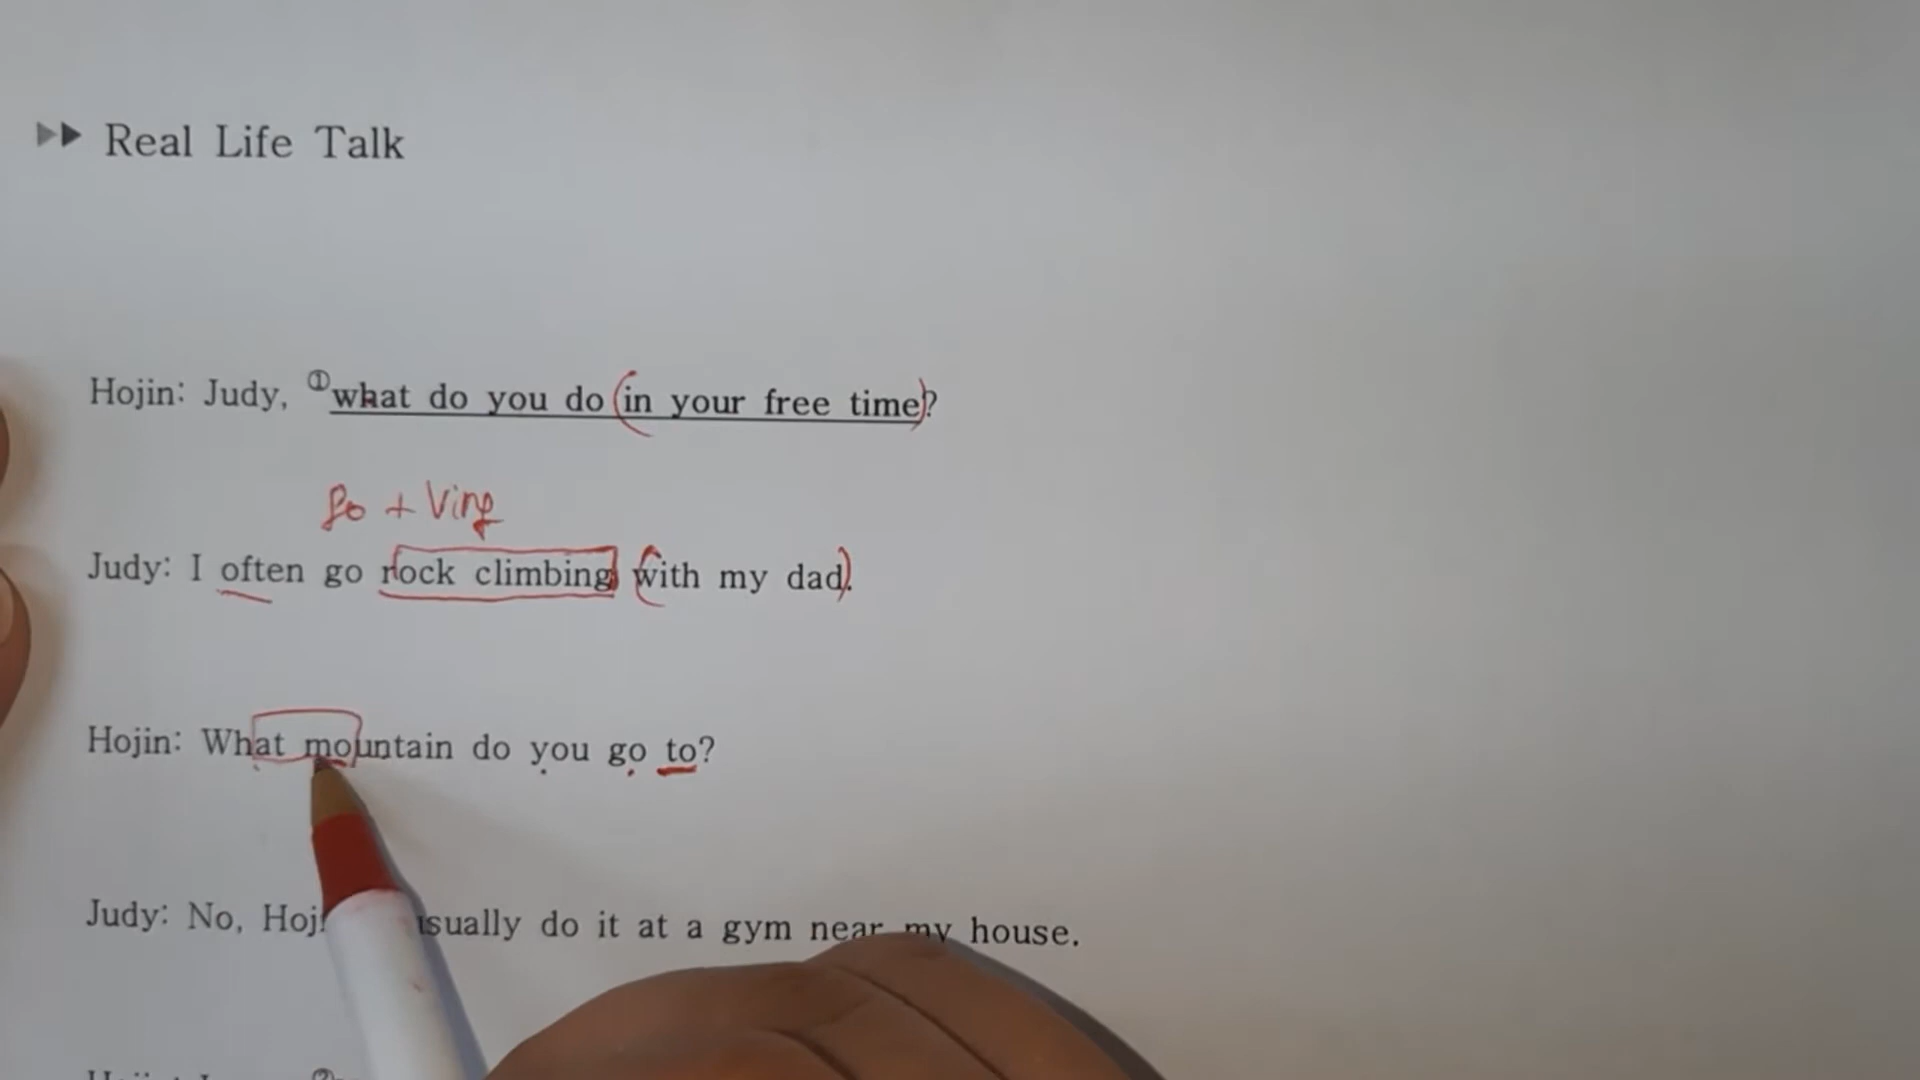 Real Life Talk
Hojin: Judy, ①what do you do (in your free time)?
go + Ving
Judy: I often go rock climbing (with my dad).
Hojin: What mountain do you go to?
Judy: No, usually do it at a gym near my house.
②